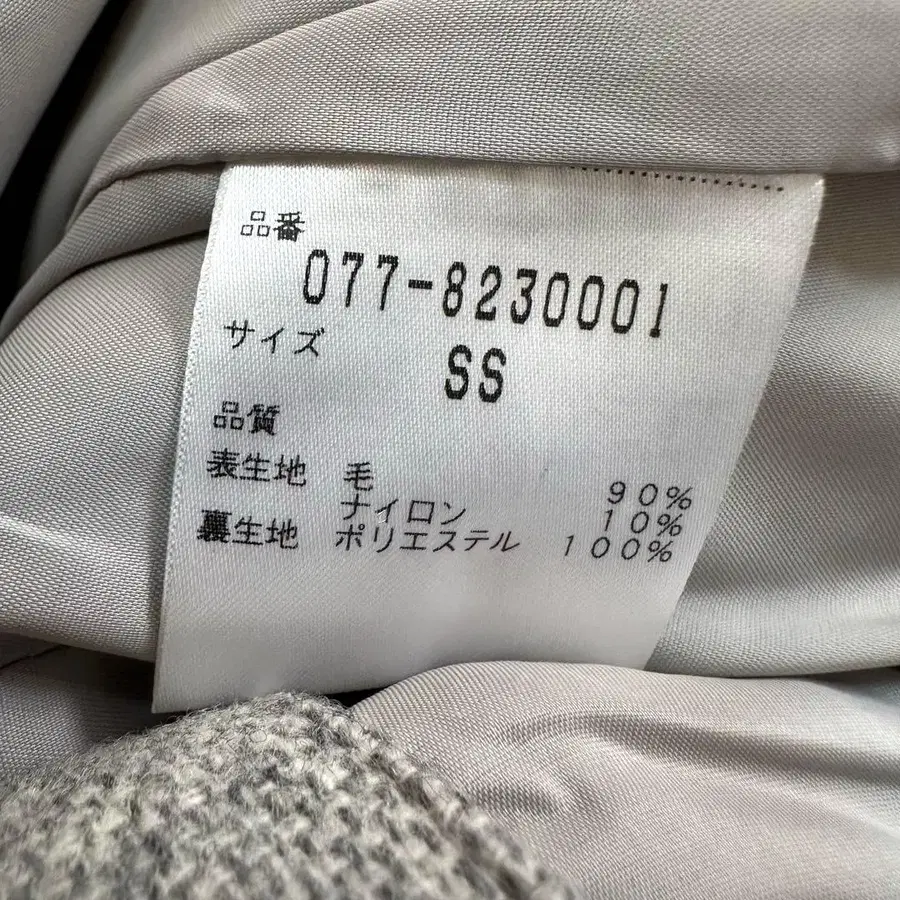 品番
077-8230001
サイズ
SS
品質
表生地 毛 90%
ナイロン 10%
裏生地 ポリエステル 100%